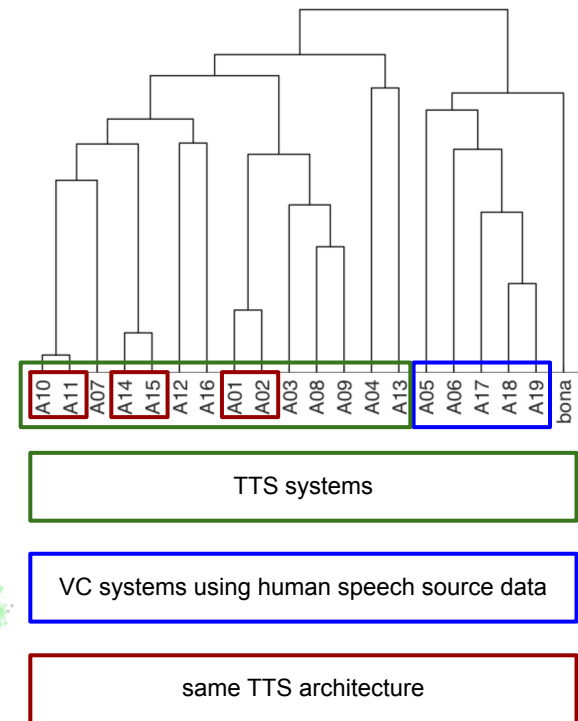 A10 A11 A07 A14 A15 A12 A16 A01 A02 A03 A08 A09 A04 A13 A05 A06 A17 A18 A19 bona
TTS systems
VC systems using human speech source data
same TTS architecture